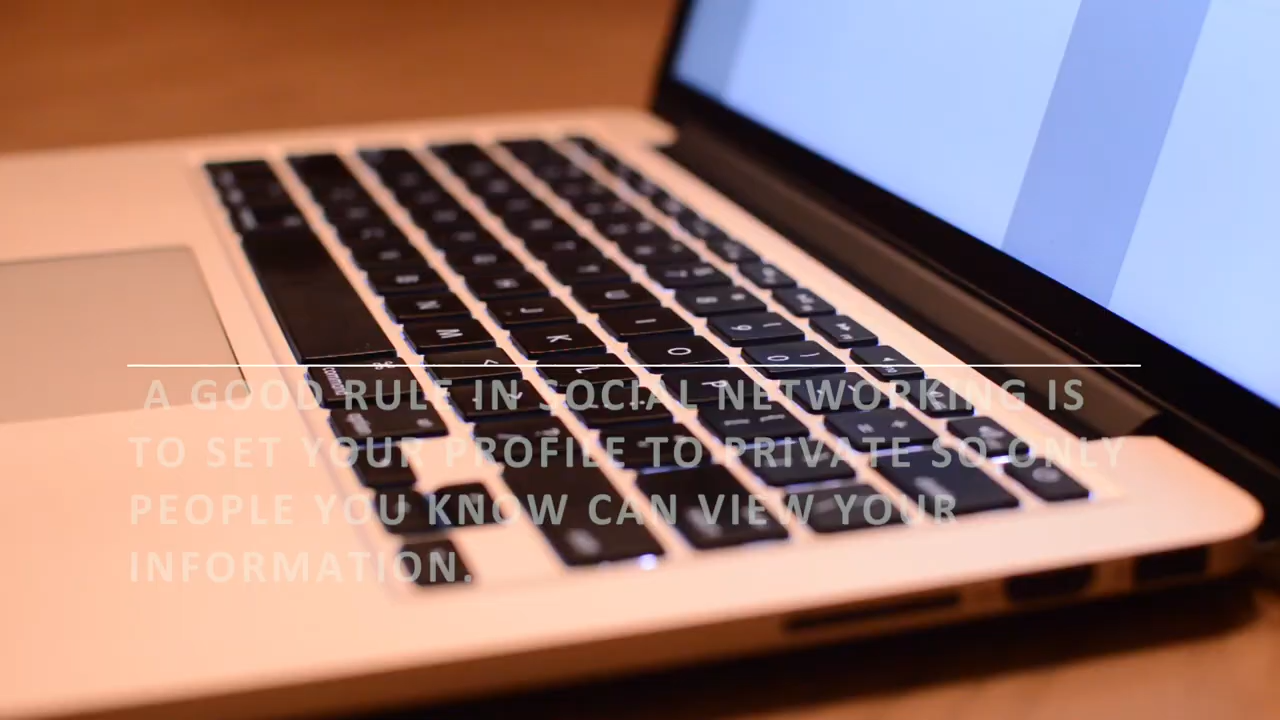 A GOOD RULE IN SOCIAL NETWORKING IS
TO SET YOUR PROFILE TO PRIVATE SO ONLY
PEOPLE YOU KNOW CAN VIEW YOUR
INFORMATION.